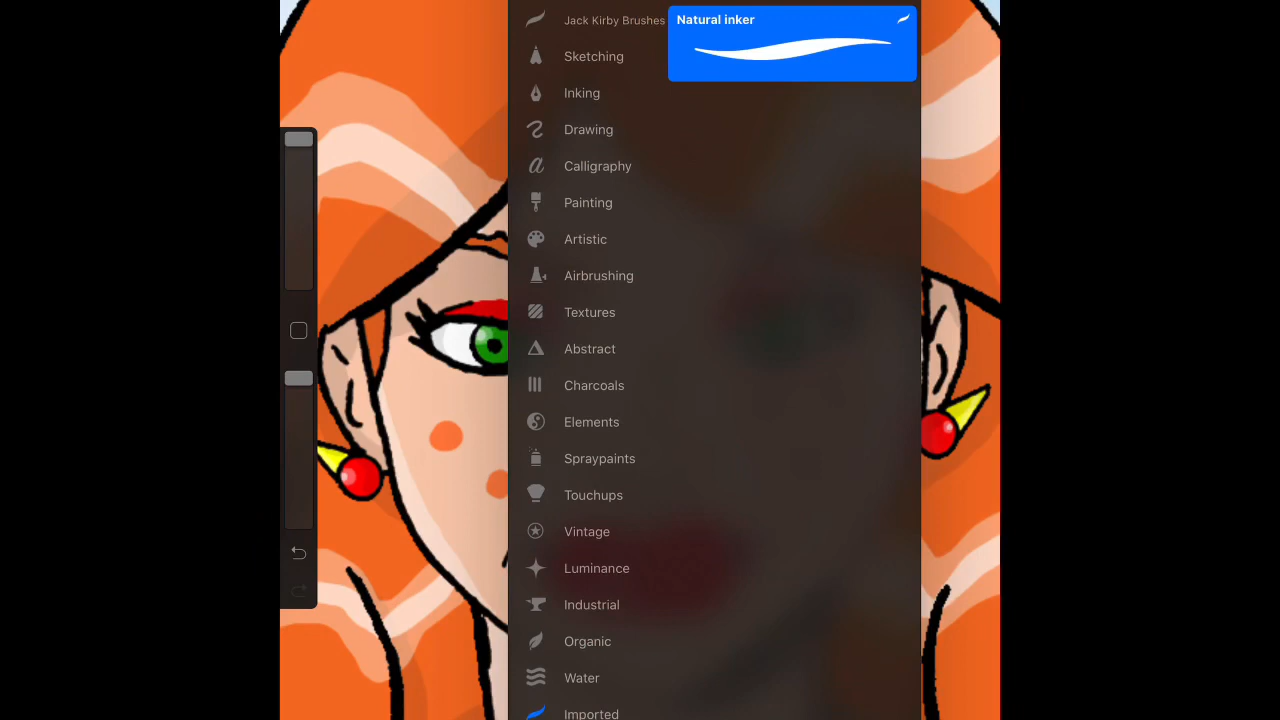 Jack Kirby Brushes
Natural inker
Sketching
Inking
Drawing
Calligraphy
Painting
Artistic
Airbrushing
Textures
Abstract
Charcoals
Elements
Spraypaints
Touchups
Vintage
Luminance
Industrial
Organic
Water
Imported